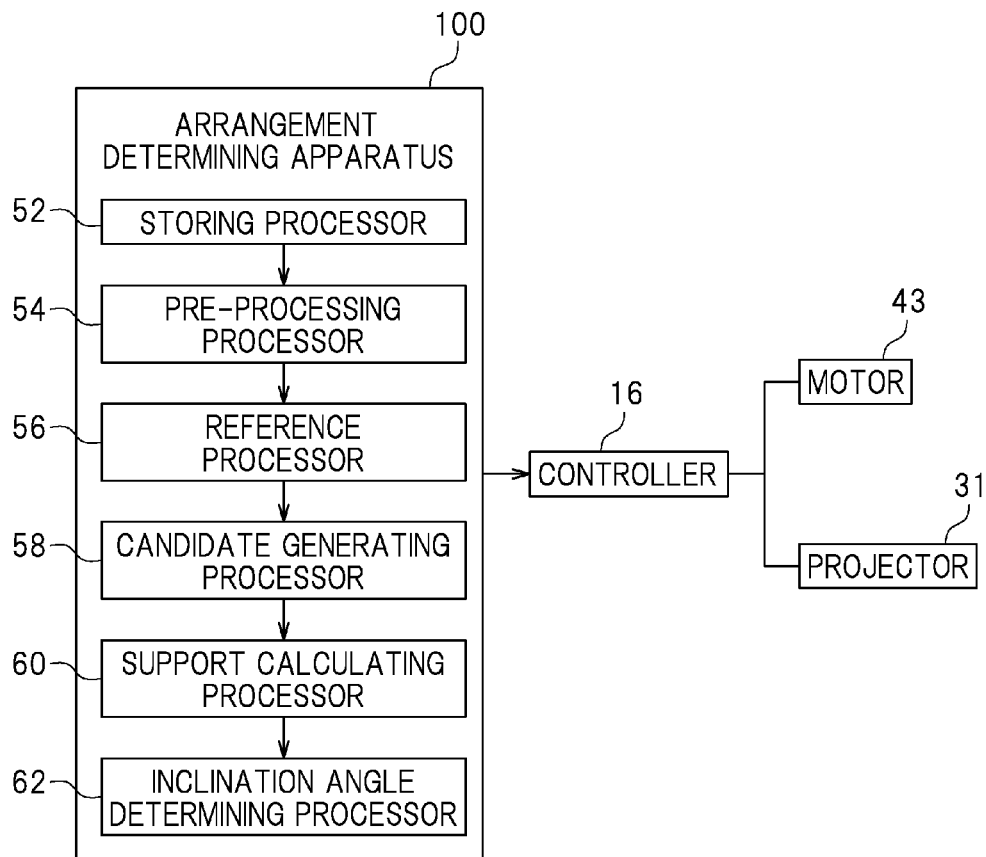 100
ARRANGEMENT
DETERMINING APPARATUS
52
STORING PROCESSOR
54
PRE-PROCESSING
PROCESSOR
56
REFERENCE
PROCESSOR
58
CANDIDATE GENERATING
PROCESSOR
60
SUPPORT CALCULATING
PROCESSOR
62
INCLINATION ANGLE
DETERMINING PROCESSOR
16
CONTROLLER
43
MOTOR
31
PROJECTOR